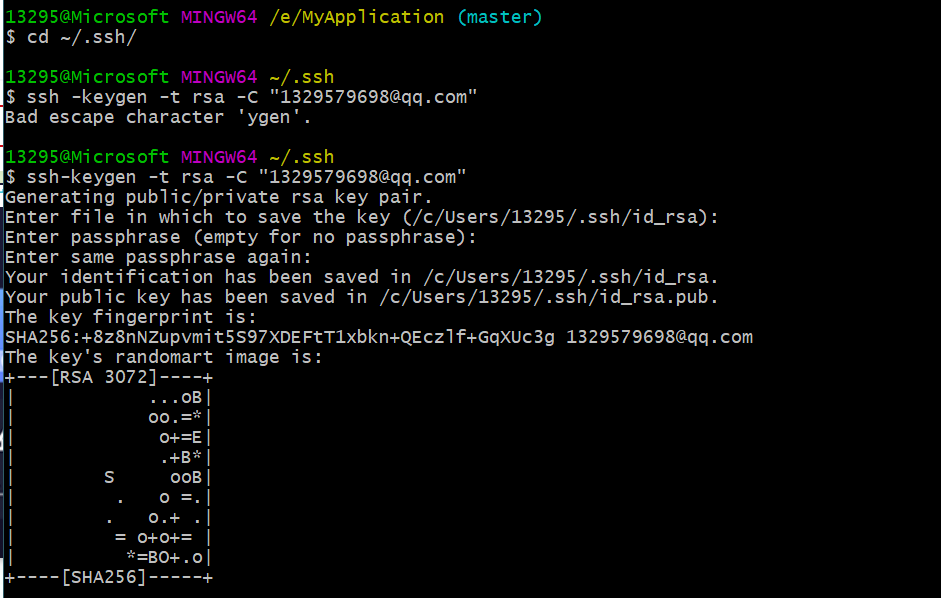 13295@Microsoft MINGW64 /e/MyApplication (master)
$ cd ~/.ssh/

13295@Microsoft MINGW64 ~/.ssh
$ ssh -keygen -t rsa -C "1329579698@qq.com"
Bad escape character 'ygen'.

13295@Microsoft MINGW64 ~/.ssh
$ ssh-keygen -t rsa -C "1329579698@qq.com"
Generating public/private rsa key pair.
Enter file in which to save the key (/c/Users/13295/.ssh/id_rsa):
Enter passphrase (empty for no passphrase):
Enter same passphrase again:
Your identification has been saved in /c/Users/13295/.ssh/id_rsa.
Your public key has been saved in /c/Users/13295/.ssh/id_rsa.pub.
The key fingerprint is:
SHA256:+8z8nNZupvmit5S97XDEFtT1xbkn+QEczlf+GqXUc3g 1329579698@qq.com
The key's randomart image is:
+---[RSA 3072]----+
|            ...oB|
|            oo.=*|
|             o+=E|
|             .+B*|
|        S     ooB|
|         .   o =.|
|        .   o.+ .|
|         = o+o+= |
|          *=BO+.o|
+----[SHA256]-----+